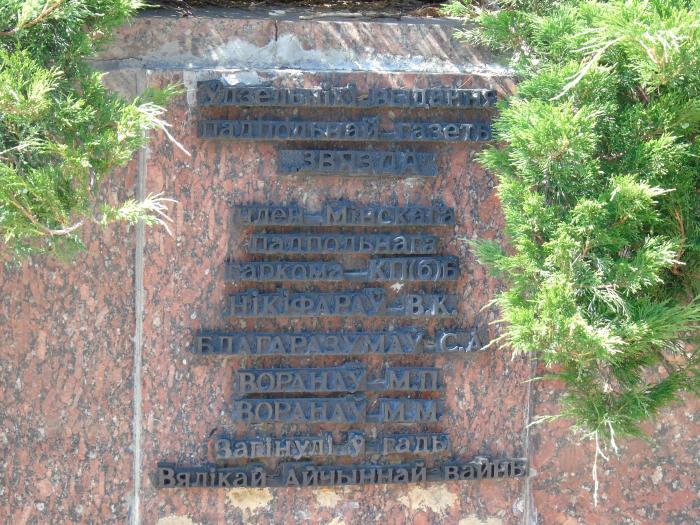 Удзельнікі выдання
падпольнай газеты
"ЗВЯЗДА"
член Мінскага
падпольнага
гаркома КП(б)Б
НІКІФАРАЎ В.К.
БЛАГАРАЗУМАЎ С.А.
ВОРАНАЎ М.П.
ВОРАНАЎ М.М.
Загінулі ў гады
Вялікай Айчыннай вайны